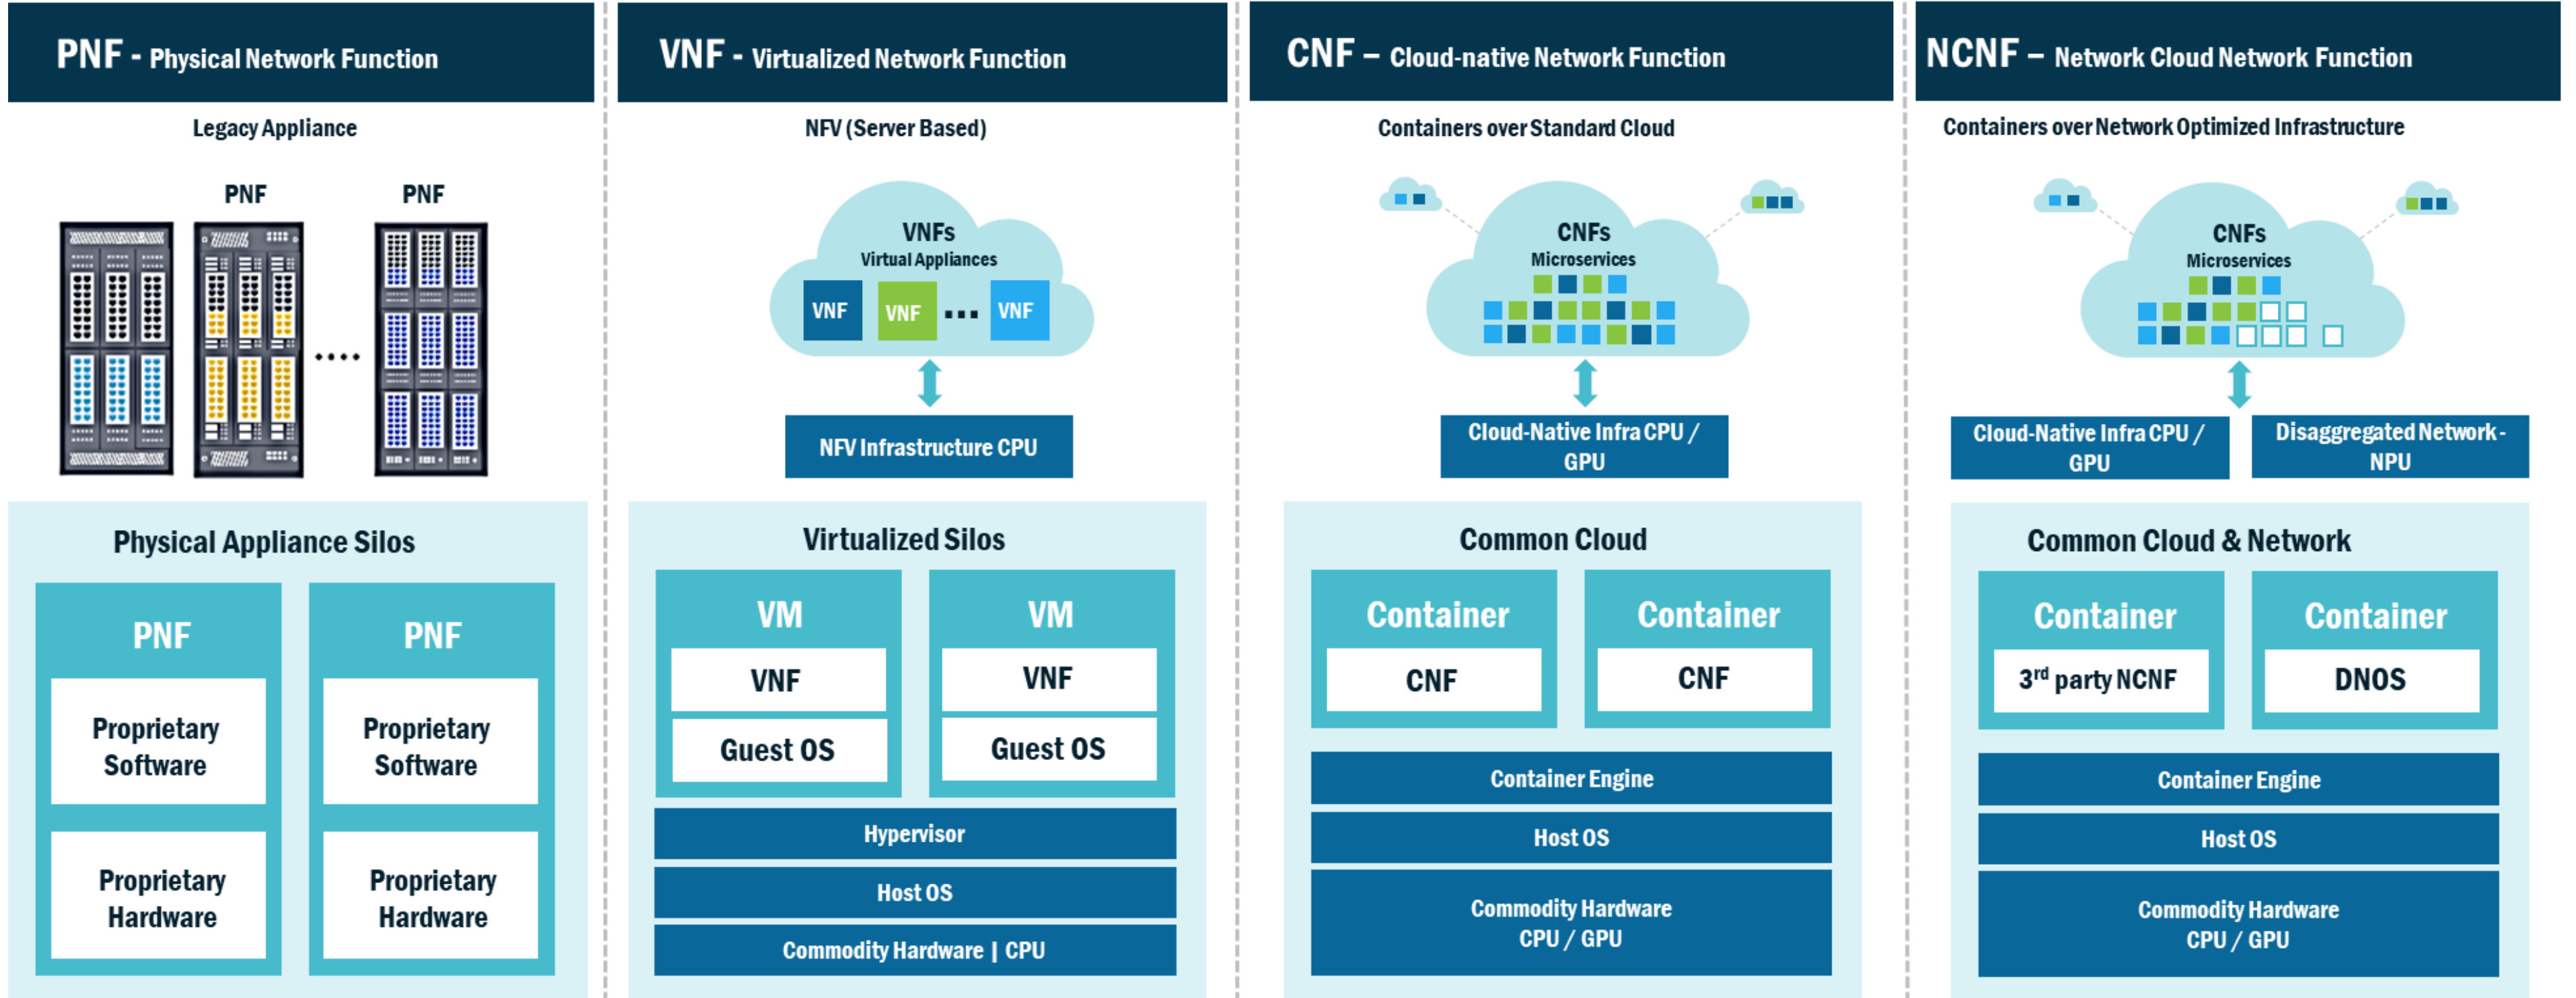 PNF - Physical Network Function
Legacy Appliance
PNF
PNF
Physical Appliance Silos
PNF
Proprietary
Software
Proprietary
Hardware
PNF
Proprietary
Software
Proprietary
Hardware
VNF - Virtualized Network Function
NFV (Server Based)
VNFs
Virtual Appliances
VNF
VNF
VNF
NFV Infrastructure CPU
Virtualized Silos
VM
VNF
Guest OS
VM
VNF
Guest OS
Hypervisor
Host OS
Commodity Hardware | CPU
CNF – Cloud-native Network Function
Containers over Standard Cloud
CNFs
Microservices
Cloud-Native Infra CPU /
GPU
Common Cloud
Container
CNF
Container
CNF
Container Engine
Host OS
Commodity Hardware
CPU / GPU
NCNF – Network Cloud Network Function
Containers over Network Optimized Infrastructure
CNFs
Microservices
Cloud-Native Infra CPU /
GPU
Disaggregated Network -
NPU
Common Cloud & Network
Container
3rd party NCNF
Container
DNOS
Container Engine
Host OS
Commodity Hardware
CPU / GPU